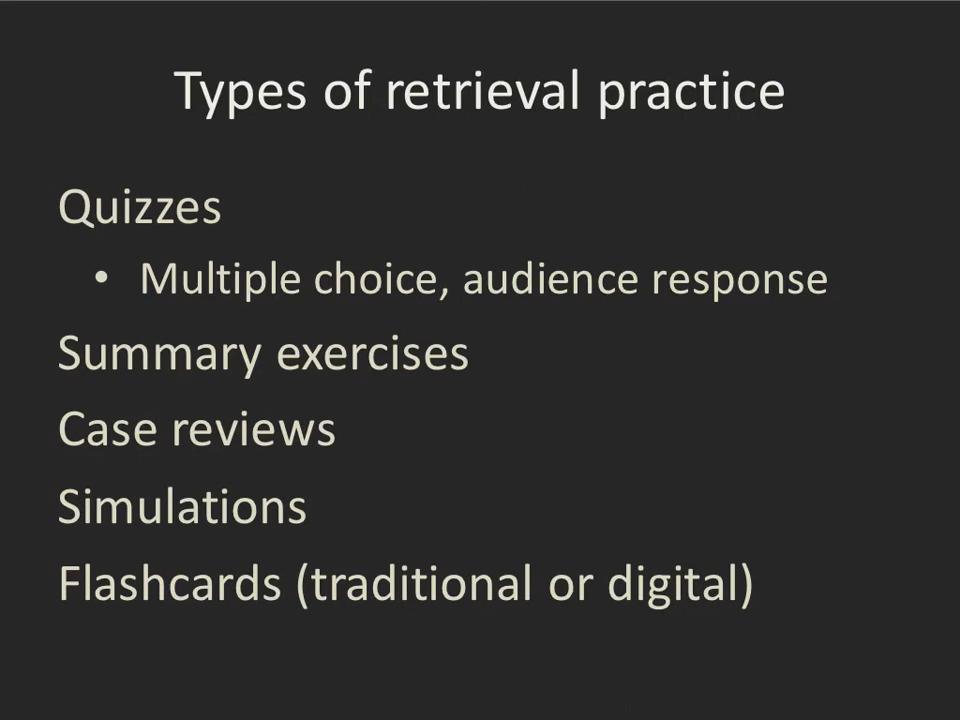 Types of retrieval practice
Quizzes
• Multiple choice, audience response
Summary exercises
Case reviews
Simulations
Flashcards (traditional or digital)